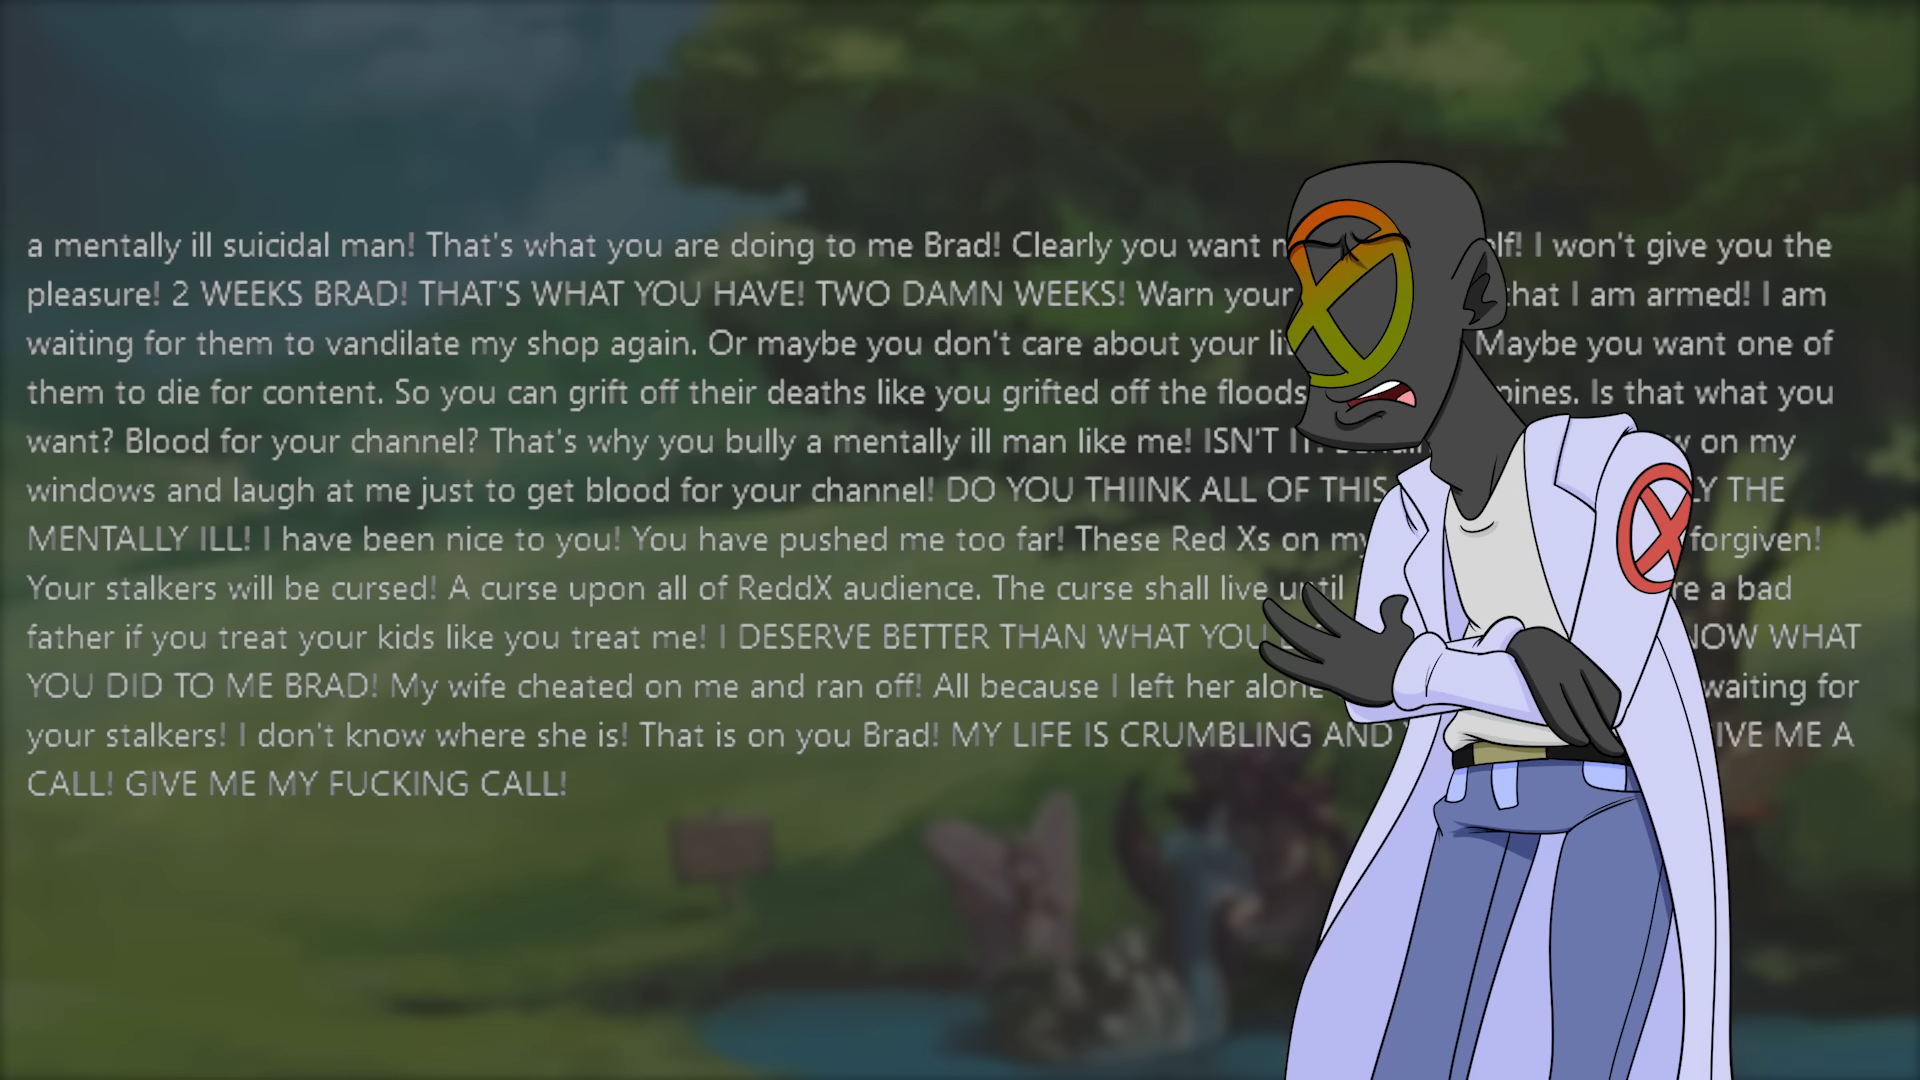 a mentally ill suicidal man! That's what you are doing to me Brad! Clearly you want I won't give you the
pleasure! 2 WEEKS BRAD! THAT'S WHAT YOU HAVE! TWO DAMN WEEKS! Warn your that I am armed! I am
waiting for them to vandilate my shop again. Or maybe you don't care about your Maybe you want one of
them to die for content. So you can grift off their deaths like you grifted off the floods Is that what you
want? Blood for your channel? That's why you bully a mentally ill man like me! ISN'T on my
windows and laugh at me just to get blood for your channel! DO YOU THIINK ALL OF THIS THE
MENTALLY ILL! I have been nice to you! You have pushed me too far! These Red Xs on my forgiven!
Your stalkers will be cursed! A curse upon all of ReddX audience. The curse shall live until a bad
father if you treat your kids like you treat me! I DESERVE BETTER THAN WHAT YOU WHAT
YOU DID TO ME BRAD! My wife cheated on me and ran off! All because I left her alone waiting for
your stalkers! I don't know where she is! That is on you Brad! MY LIFE IS CRUMBLING AND ME A
CALL! GIVE ME MY FUCKING CALL!